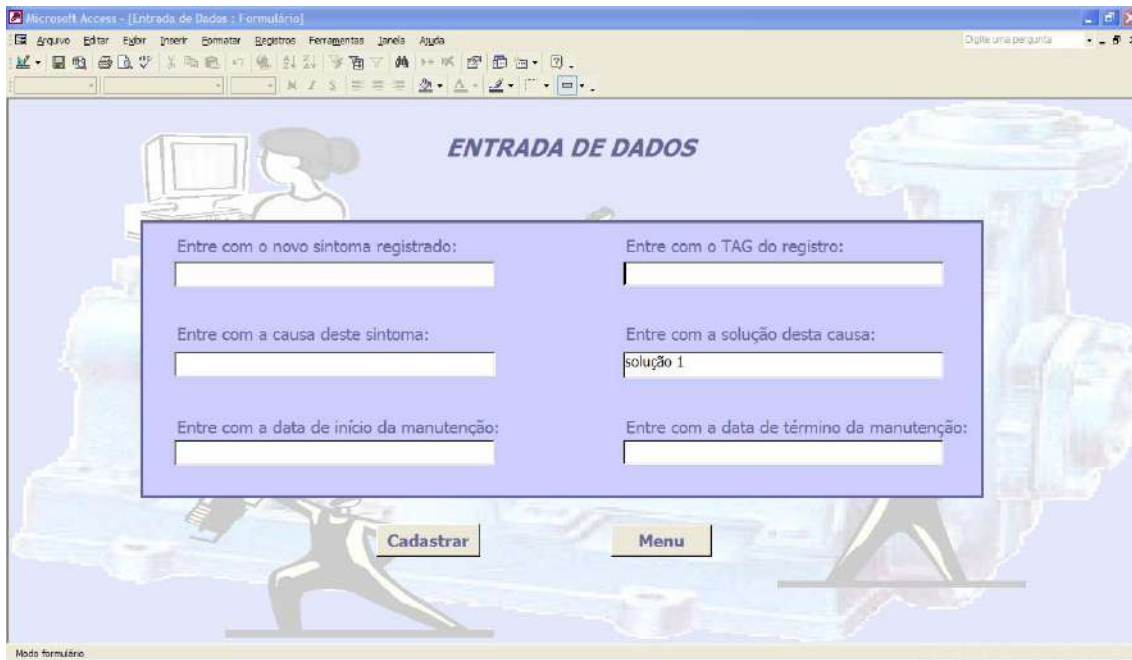 Microsoft Access - [Entrada de Dados : Formulário]
Arquivo Editar Exibir Inserir Formatar Registros Ferramentas Janela Ajuda Digite uma pergunta
N I S
ENTRADA DE DADOS
Entre com o novo sintoma registrado: Entre com o TAG do registro:
Entre com a causa deste sintoma: Entre com a solução desta causa:
solução 1
Entre com a data de início da manutenção: Entre com a data de término da manutenção:
Cadastrar Menu
Modo formulário